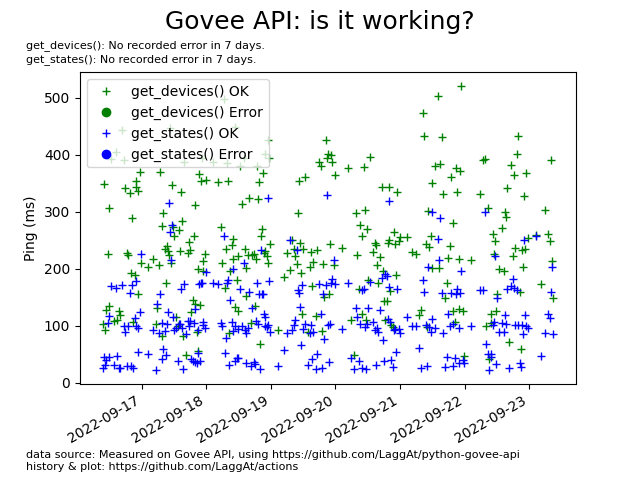 Govee API: is it working?
get_devices(): No recorded error in 7 days.
get_states(): No recorded error in 7 days.
get_devices() OK
get_devices() Error
get_states() OK
get_states() Error
Ping (ms)
500
400
300
200
100
0
2022-09-17
2022-09-18
2022-09-19
2022-09-20
2022-09-21
2022-09-22
2022-09-23
data source: Measured on Govee API, using https://github.com/LaggAt/python-govee-api
history & plot: https://github.com/LaggAt/actions